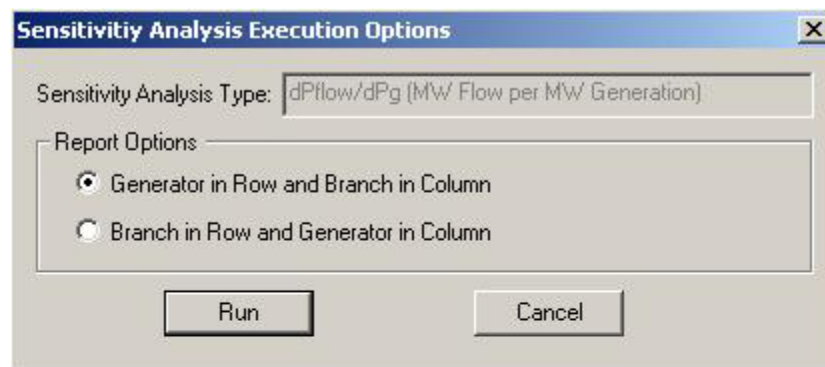 Sensitivitiy Analysis Execution Options
Sensitivity Analysis Type: dPflow/dPg (MW Flow per MW Generation)
Report Options
Generator in Row and Branch in Column
Branch in Row and Generator in Column
Run Cancel